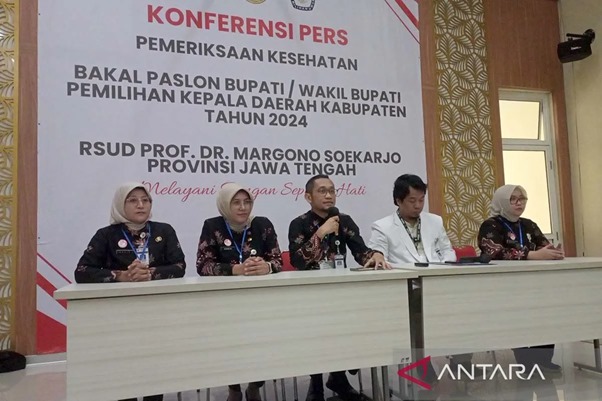 KONFERENSI PERS
PEMERIKSAAN KESEHATAN
BAKAL PASLON BUPATI / WAKIL BUPATI
PEMILIHAN KEPALA DAERAH KABUPATEN
TAHUN 2024
RSUD PROF. DR. MARGONO SOEKARJO
PROVINSI JAWA TENGAH
Melayani Hati
ANTARA